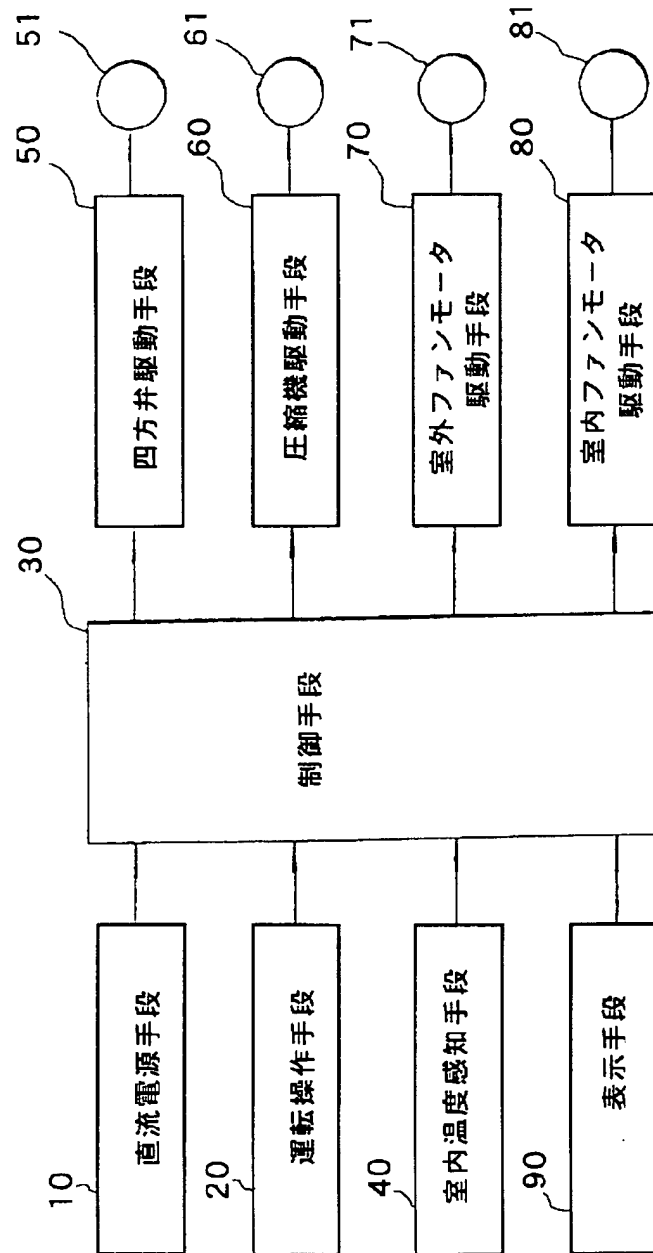 10
直流電源手段
20
運転操作手段
40
室内温度感知手段
90
表示手段
30
制御手段
50
四方弁駆動手段
51
60
圧縮機駆動手段
61
70
室外ファンモータ
駆動手段
71
80
室内ファンモータ
駆動手段
81